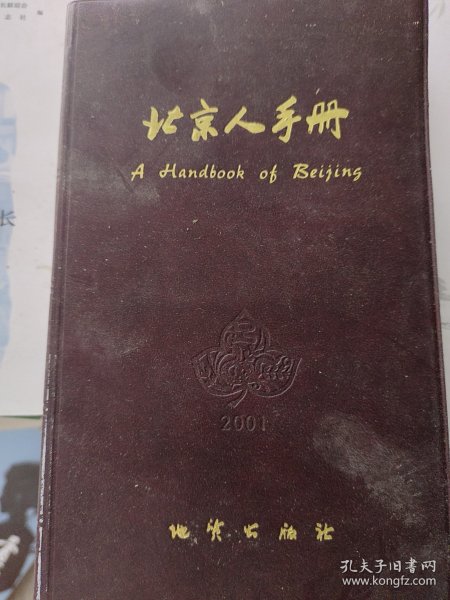 北京人手册
A Handbook of Beijing
2001
地质出版社
长
孔夫子旧书网
www.kongfz.com